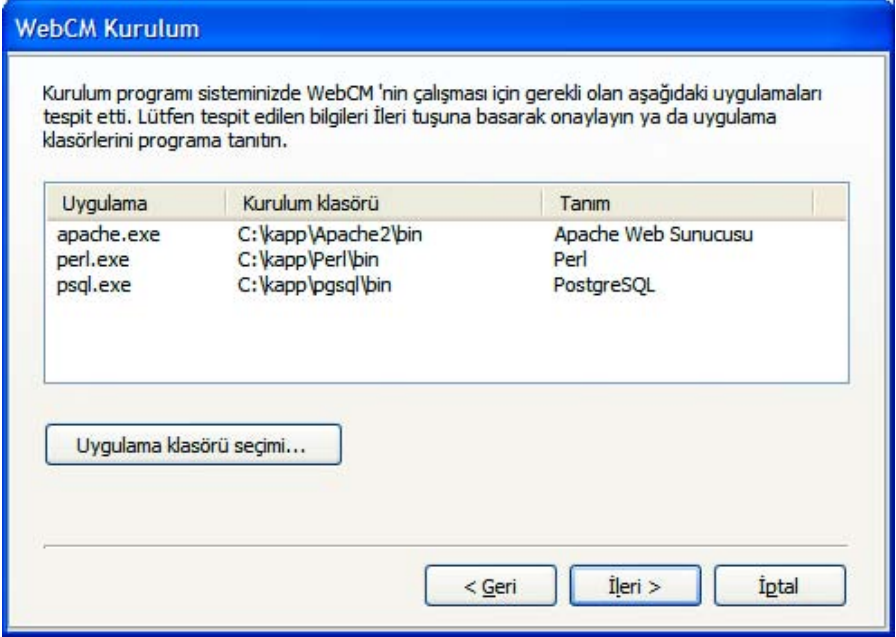 WebCM Kurulum
Kurulum programı sisteminizde WebCM 'nin çalışması için gerekli olan aşağıdaki uygulamaları
tespit etti. Lütfen tespit edilen bilgileri İleri tuşuna basarak onaylayın ya da uygulama
klasörlerini programa tanıtın.
Uygulama Kurulum klasörü Tanım
apache.exe C:\kapp\Apache2\bin Apache Web Sunucusu
perl.exe C:\kapp\Perl\bin Perl
psql.exe C:\kapp\pgsql\bin PostgreSQL
Uygulama klasörü seçimi...
< Geri İleri > İptal